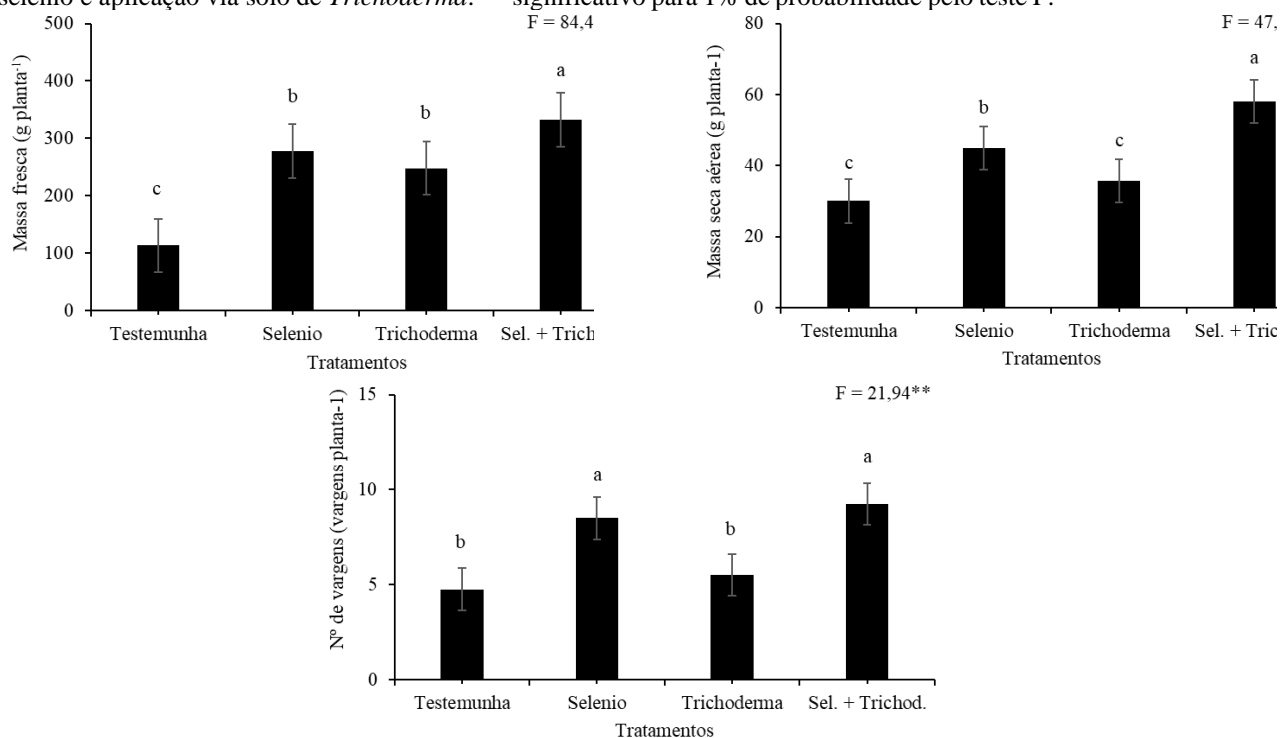 selênio e aplicação via solo de Trichoderma. significativo para 1% de probabilidade pelo teste F.
F = 84,4
Massa fresca (g planta-1)
500
400
300
200
100
0
c
b
b
a
Testemunha Selenio Trichoderma Sel. + Trich
Tratamentos
F = 47,
Massa seca aérea (g planta-1)
80
60
40
20
0
c
b
c
a
Testemunha Selenio Trichoderma Sel. + Tric
Tratamentos
F = 21,94**
Nº de vargens (vargens planta-1)
15
10
5
0
b
a
b
a
Testemunha Selenio Trichoderma Sel. + Trichod.
Tratamentos